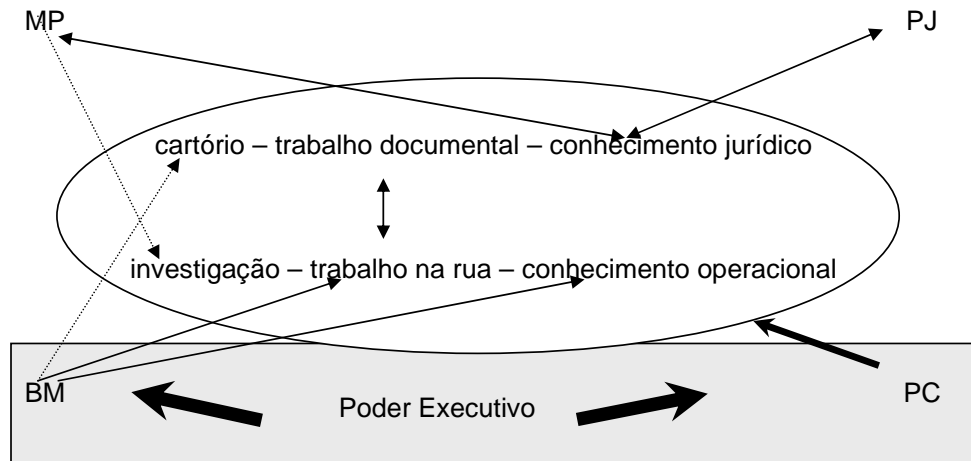 MP PJ
cartório – trabalho documental – conhecimento jurídico
investigação – trabalho na rua – conhecimento operacional
BM Poder Executivo PC